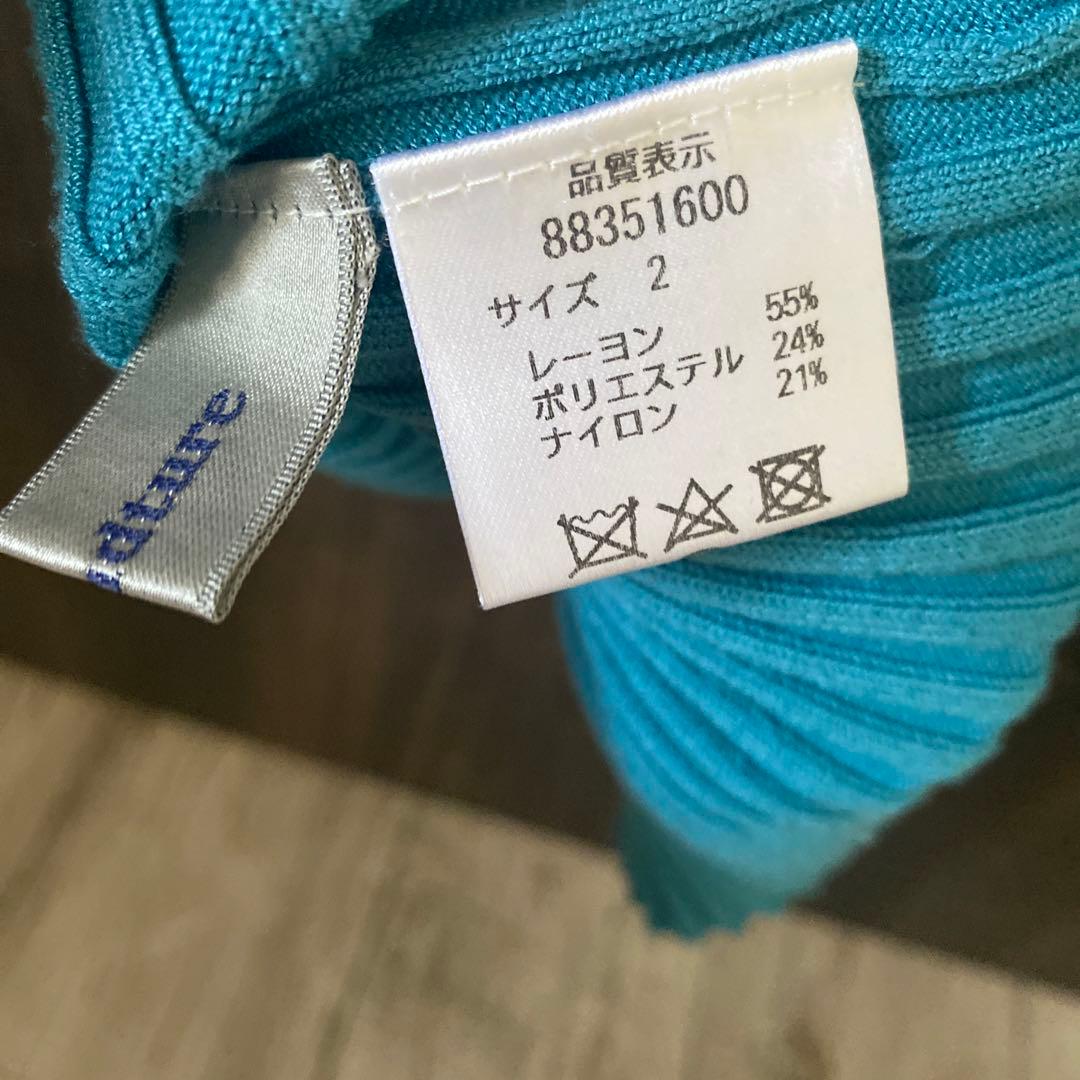 品質表示
88351600
サイズ 2
レーヨン 55%
ポリエステル 24%
ナイロン 21%